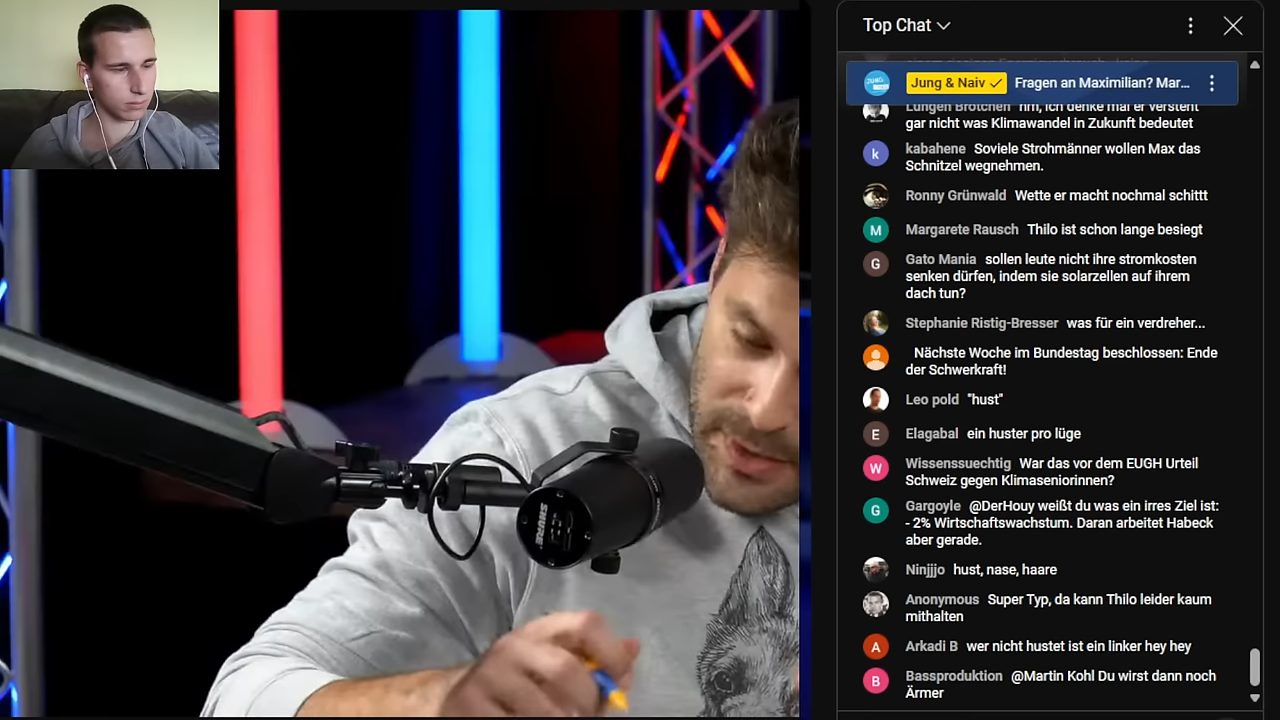 Top Chat
Jung & Naiv Fragen an Maximilian? Mar...
Lungen Brötchen hm, ich denke mal er versteht
gar nicht was Klimawandel in Zukunft bedeutet
k kabahene Soviele Strohmänner wollen Max das
Schnitzel wegnehmen.
Ronny Grünwald Wette er macht nochmal schittt
M Margarete Rausch Thilo ist schon lange besiegt
G Gato Mania sollen leute nicht ihre stromkosten
senken dürfen, indem sie solarzellen auf ihrem
dach tun?
Stephanie Ristig-Bresser was für ein verdreher...
Nächste Woche im Bundestag beschlossen: Ende
der Schwerkraft!
Leo pold "hust"
E Elagabal ein huster pro lüge
W Wissenssuechtig War das vor dem EUGH Urteil
Schweiz gegen Klimaseniorinnen?
G Gargoyle @DerHouy weißt du was ein irres Ziel ist:
- 2% Wirtschaftswachstum. Daran arbeitet Habeck
aber gerade.
Ninjjjo hust, nase, haare
Anonymous Super Typ, da kann Thilo leider kaum
mithalten
A Arkadi B wer nicht hustet ist ein linker hey hey
B Bassproduktion @Martin Kohl Du wirst dann noch
Ärmer
SHURE